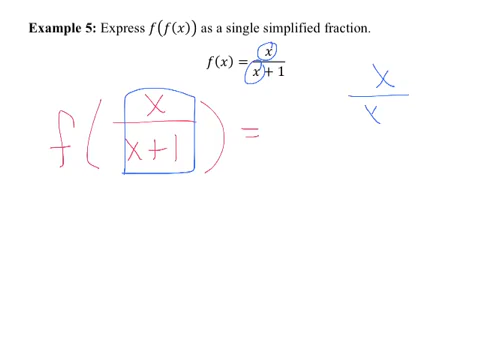 Example 5: Express f(f(x)) as a single simplified fraction.
f(x) = x / x + 1
f( x / x + 1 ) =
x / x